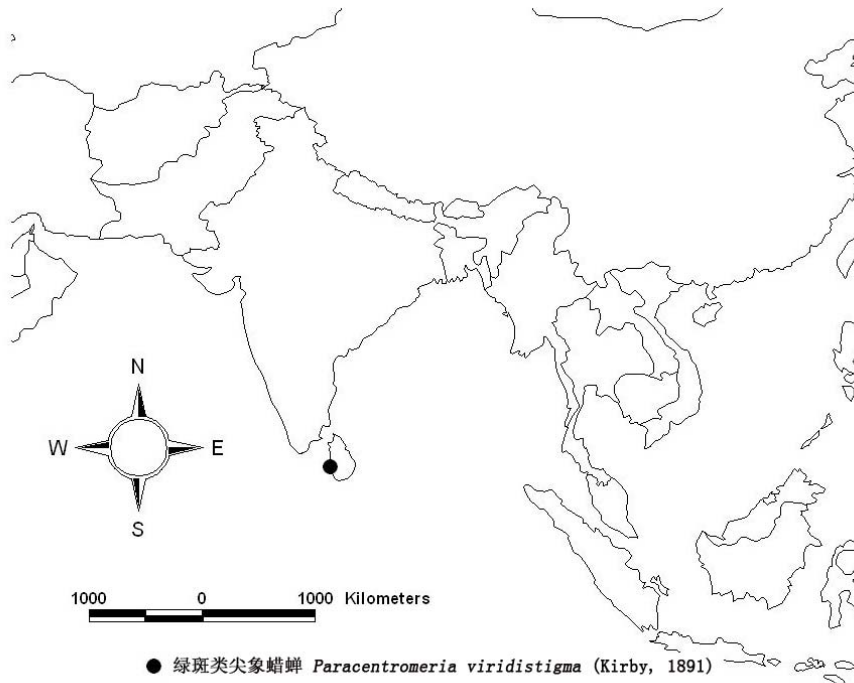 N
W E
S
1000 0 1000 Kilometers
● 绿斑类尖象蜡蝉 Paracentromeria viridistigma (Kirby, 1891)